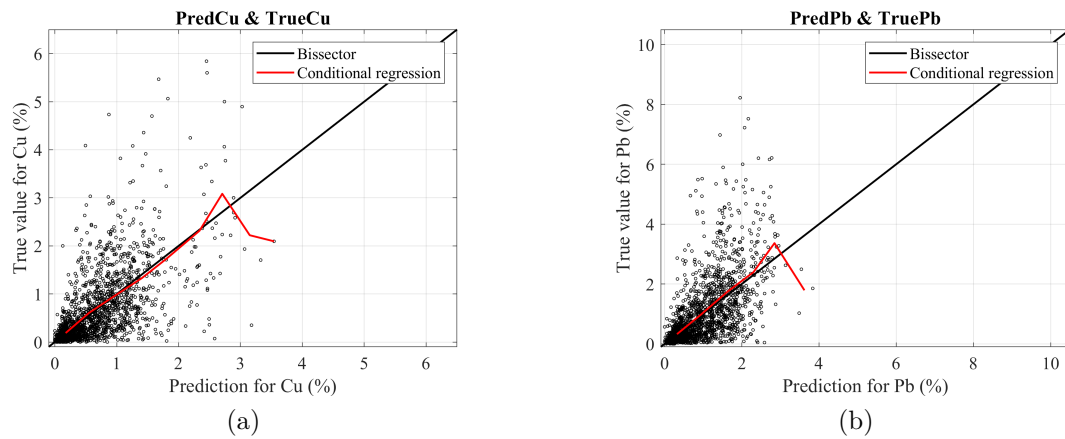 PredCu & TrueCu
6
5
4
3
2
1
0
True value for Cu (%)
Bissector
Conditional regression
0 1 2 3 4 5 6
Prediction for Cu (%)
(a)
PredPb & TruePb
10
8
6
4
2
0
True value for Pb (%)
Bissector
Conditional regression
0 2 4 6 8 10
Prediction for Pb (%)
(b)